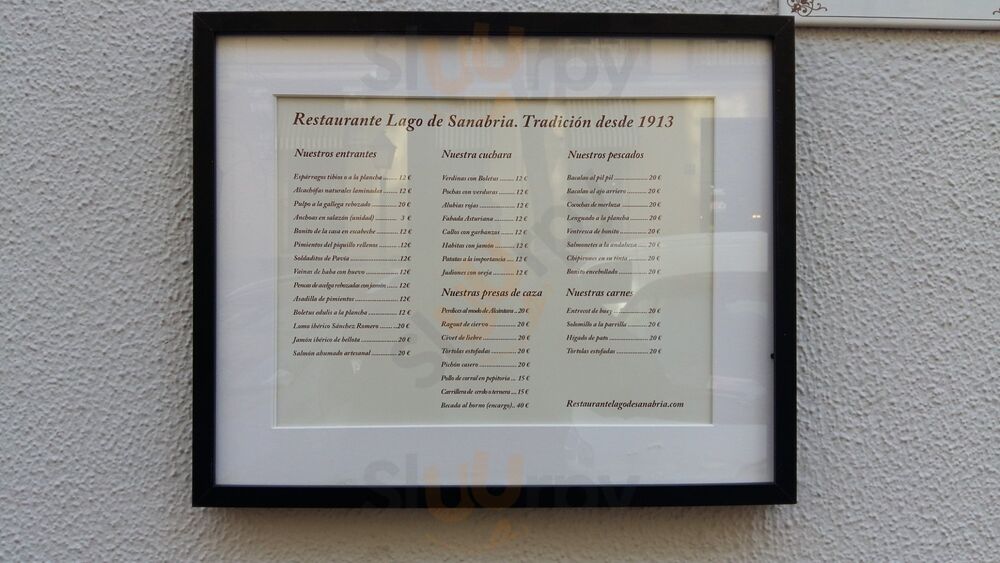 Restaurante Lago de Sanabria. Tradición desde 1913
Nuestros entrantes
Espárragos tibios o a la plancha ...... 12 €
Alcachofas naturales laminadas ...... 12 €
Pulpo a la gallega rebozado ........... 20 €
Anchoas en salazón (unidad) .......... 3 €
Bonito de la casa en escabeche ....... 12 €
Pimientos del piquillo rellenos ........ .12€
Soldaditos de Pavía ....................... .12€
Vainas de haba con huevo .............. 12€
Pencas de acelga rebozadas con jamón ...... 12€
Asadilla de pimientos .................... 12€
Boletus edulis a la plancha ............ 12 €
Lomo ibérico Sánchez Romero ....... ..20 €
Jamón ibérico de bellota ................ 20 €
Salmón ahumado artesanal ........... 20 €
Nuestra cuchara
Verdinas con Boletus ........ 12 €
Pochas con verduras ......... 12 €
Alubias rojas ................. 12 €
Fabada Asturiana ........... 12 €
Callos con garbanzas ...... 12 €
Habitas con jamón ......... 12 €
Patatas a la importancia ... 12 €
Judiones con oreja ........... 12 €
Nuestras presas de caza
Perdices al modo de Alcántara .. 20 €
Ragout de ciervo ............ 20 €
Civet de liebre ............... 20 €
Tórtolas estofadas ........... 20 €
Pichón casero ................. 20 €
Pollo de corral en pepitoria ... 15 €
Carrillera de cerdo o ternera ... 15 €
Becada al horno (encargo).. 40 €
Nuestros pescados
Bacalao al pil pil ................. 20 €
Bacalao al ajo arriero .......... 20 €
Cocochas de merluza ........... 20 €
Lenguado a la plancha ......... 20 €
Ventresca de bonito ............. 20 €
Salmonetes a la andaluza .... 20 €
Chipirones en su tinta ......... 20 €
Bonito encebollado .............. 20 €
Nuestras carnes
Entrecot de buey ................. 20 €
Solomillo a la parrilla ......... 20 €
Hígado de pato ................... 20 €
Tórtolas estofadas ............... 20 €
Restaurantelagodesanabria.com
sluurpy
sluurpy
sluurpy